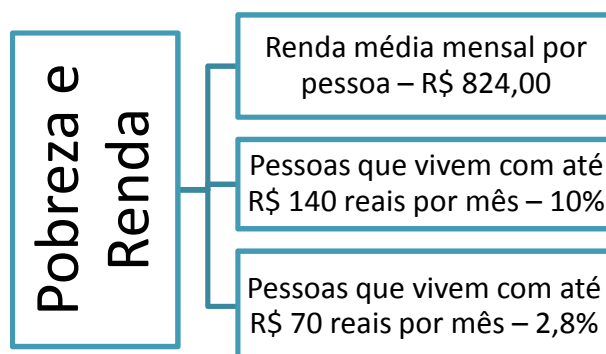 Pobreza e
Renda
Renda média mensal por
pessoa – R$ 824,00
Pessoas que vivem com até
R$ 140 reais por mês – 10%
Pessoas que vivem com até
R$ 70 reais por mês – 2,8%